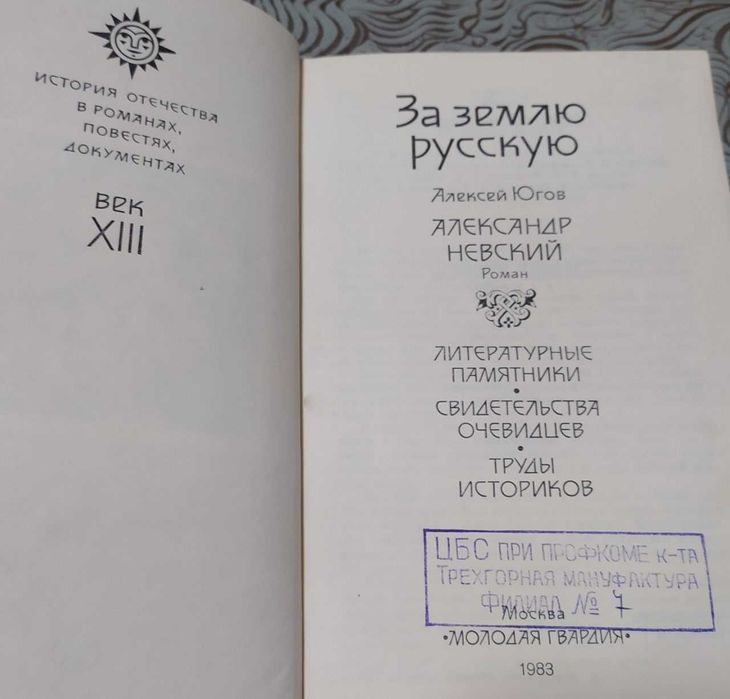 ИСТОРИЯ ОТЕЧЕСТВА
В РОМАНАХ,
ПОВЕСТЯХ,
ДОКУМЕНТАХ
ВЕК
XIII
За землю
русскую
Алексей Югов
АЛЕКСАНДР
НЕВСКИЙ
Роман
ЛИТЕРАТУРНЫЕ
ПАМЯТНИКИ
•
СВИДЕТЕЛЬСТВА
ОЧЕВИДЦЕВ
•
ТРУДЫ
ИСТОРИКОВ
ЦБС ПРИ ПРОФКОМЕ К-ТА
ТРЕХГОРНАЯ МАНУФАКТУРА
ФИЛИАЛ № 7
Москва
•МОЛОДАЯ ГВАРДИЯ•
1983